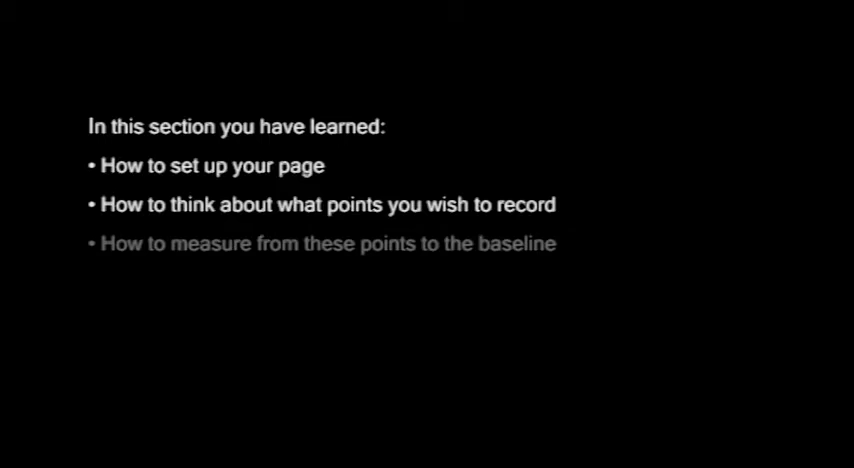 In this section you have learned:
• How to set up your page
• How to think about what points you wish to record
• How to measure from these points to the baseline